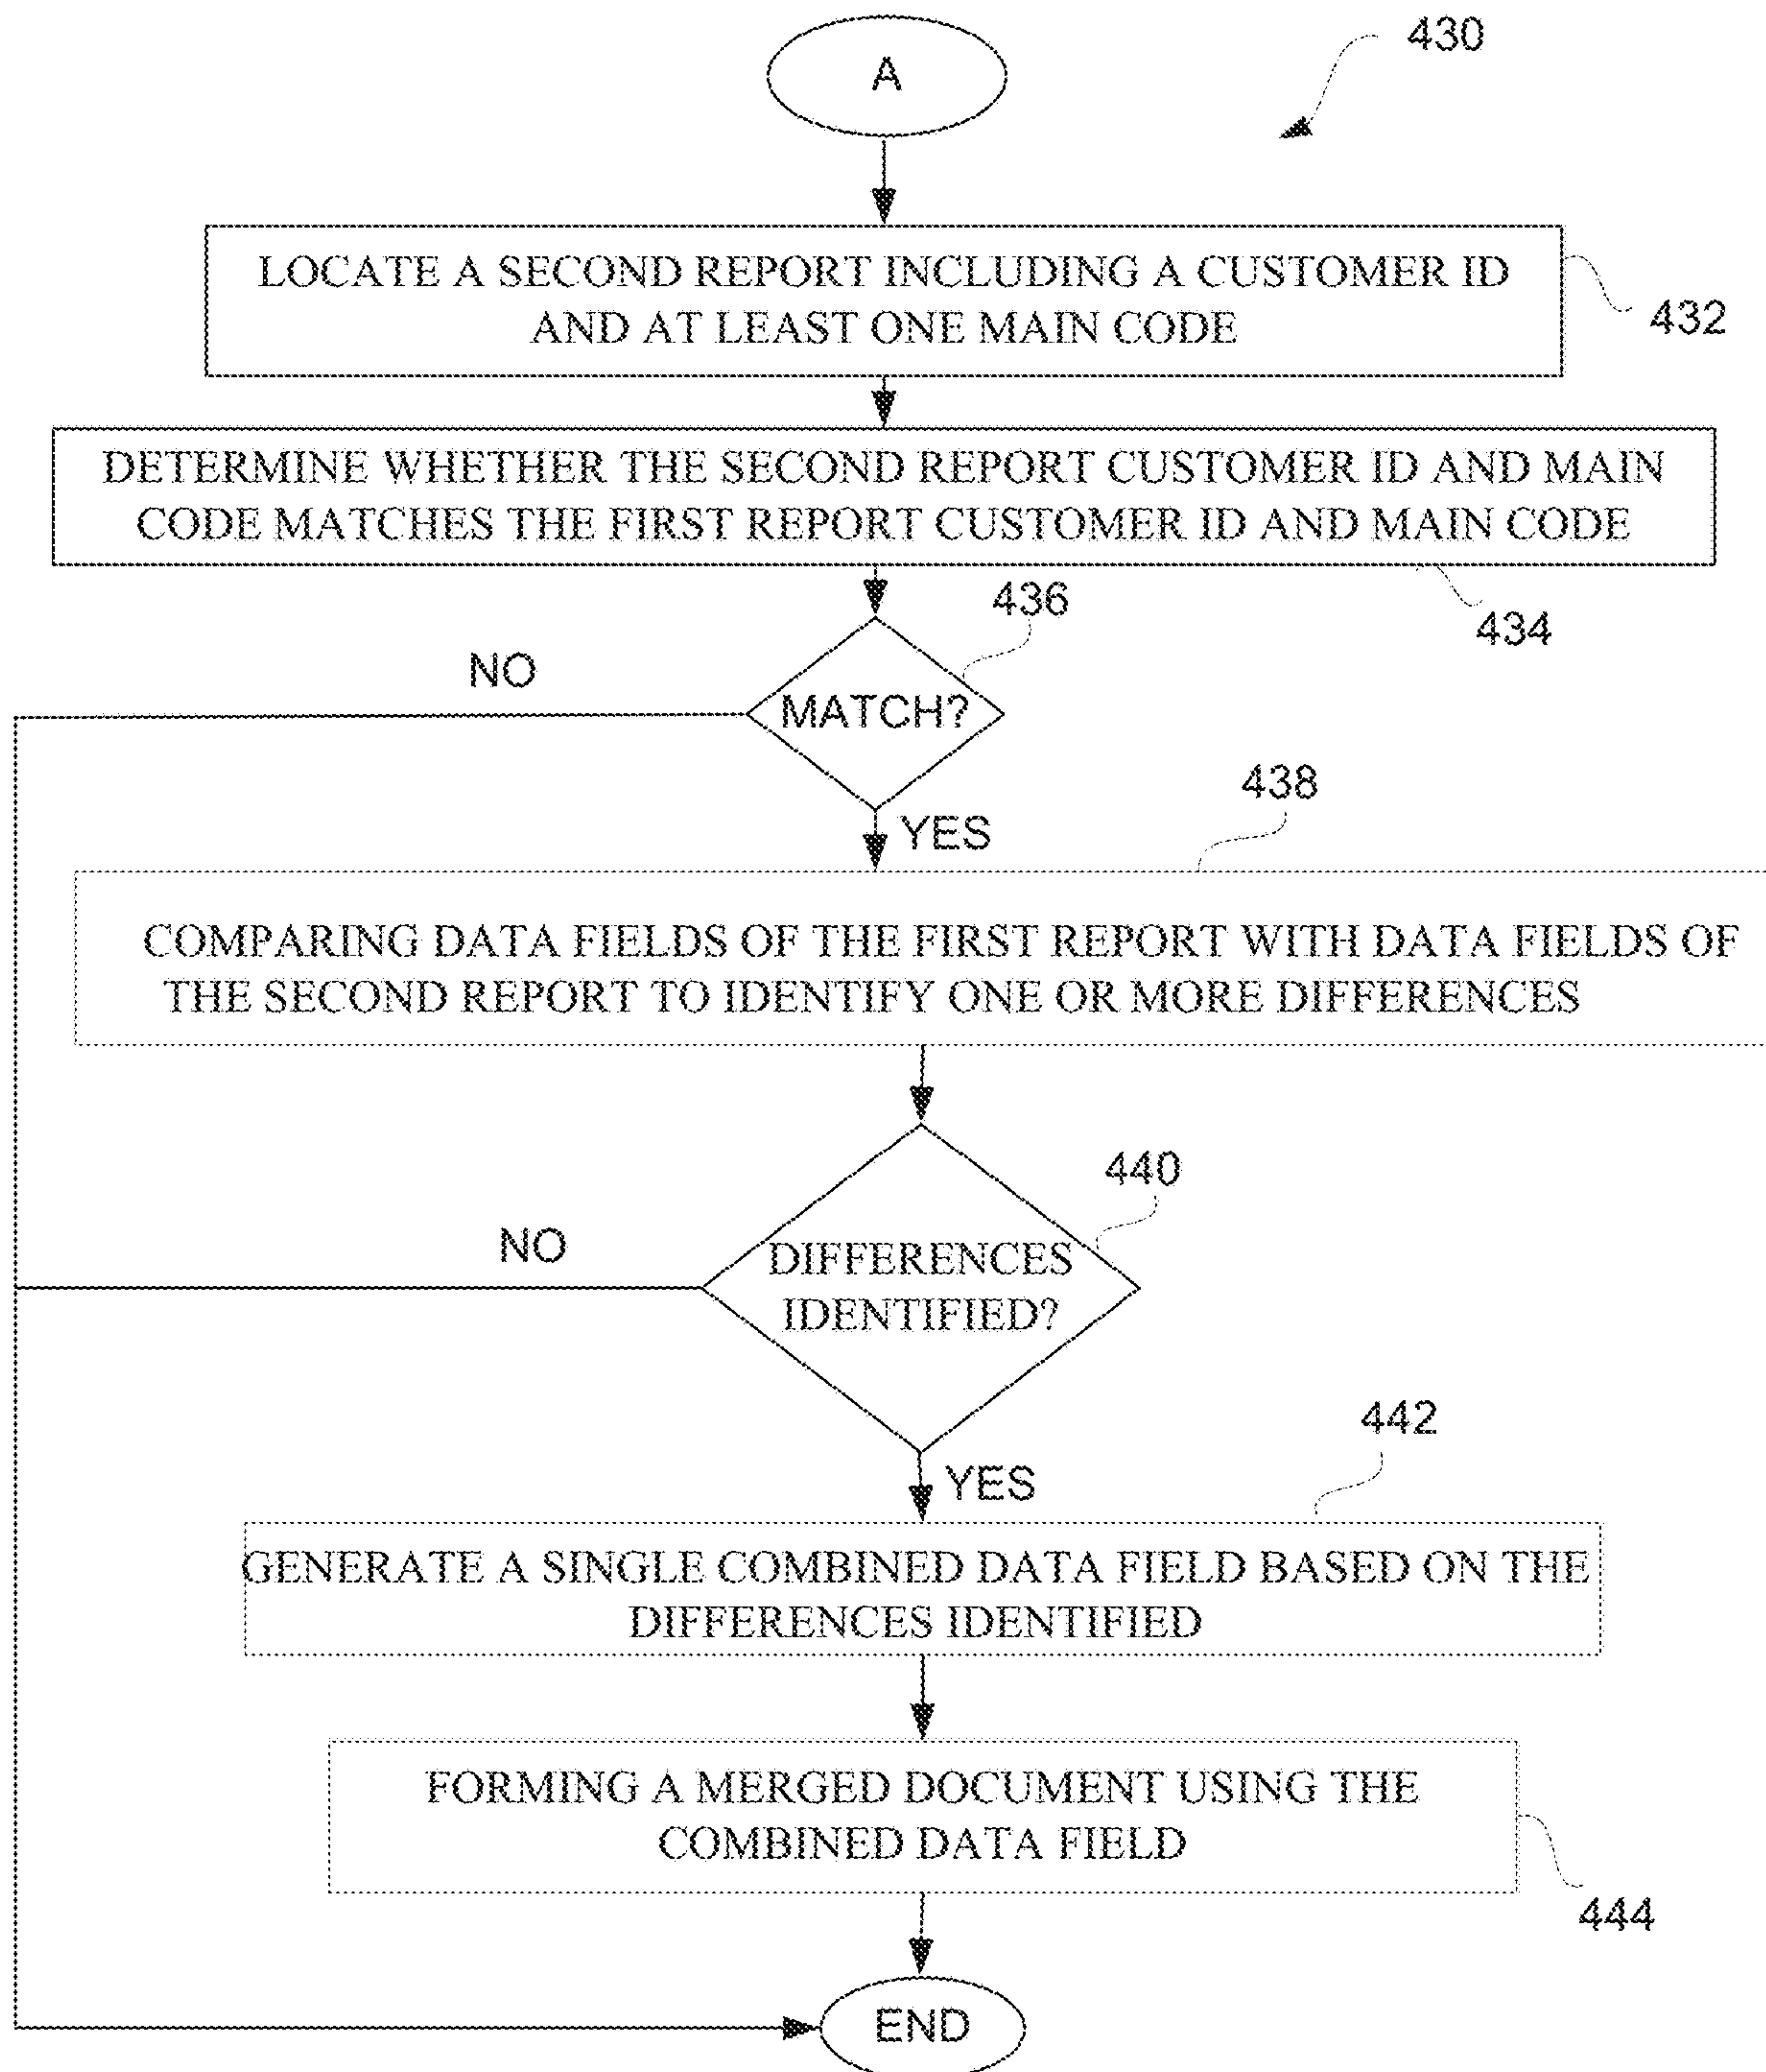 A
430
LOCATE A SECOND REPORT INCLUDING A CUSTOMER ID
AND AT LEAST ONE MAIN CODE
432
DETERMINE WHETHER THE SECOND REPORT CUSTOMER ID AND MAIN
CODE MATCHES THE FIRST REPORT CUSTOMER ID AND MAIN CODE
434
436
NO
MATCH?
YES
438
COMPARING DATA FIELDS OF THE FIRST REPORT WITH DATA FIELDS OF
THE SECOND REPORT TO IDENTIFY ONE OR MORE DIFFERENCES
440
NO
DIFFERENCES
IDENTIFIED?
YES
442
GENERATE A SINGLE COMBINED DATA FIELD BASED ON THE
DIFFERENCES IDENTIFIED
FORMING A MERGED DOCUMENT USING THE
COMBINED DATA FIELD
444
END